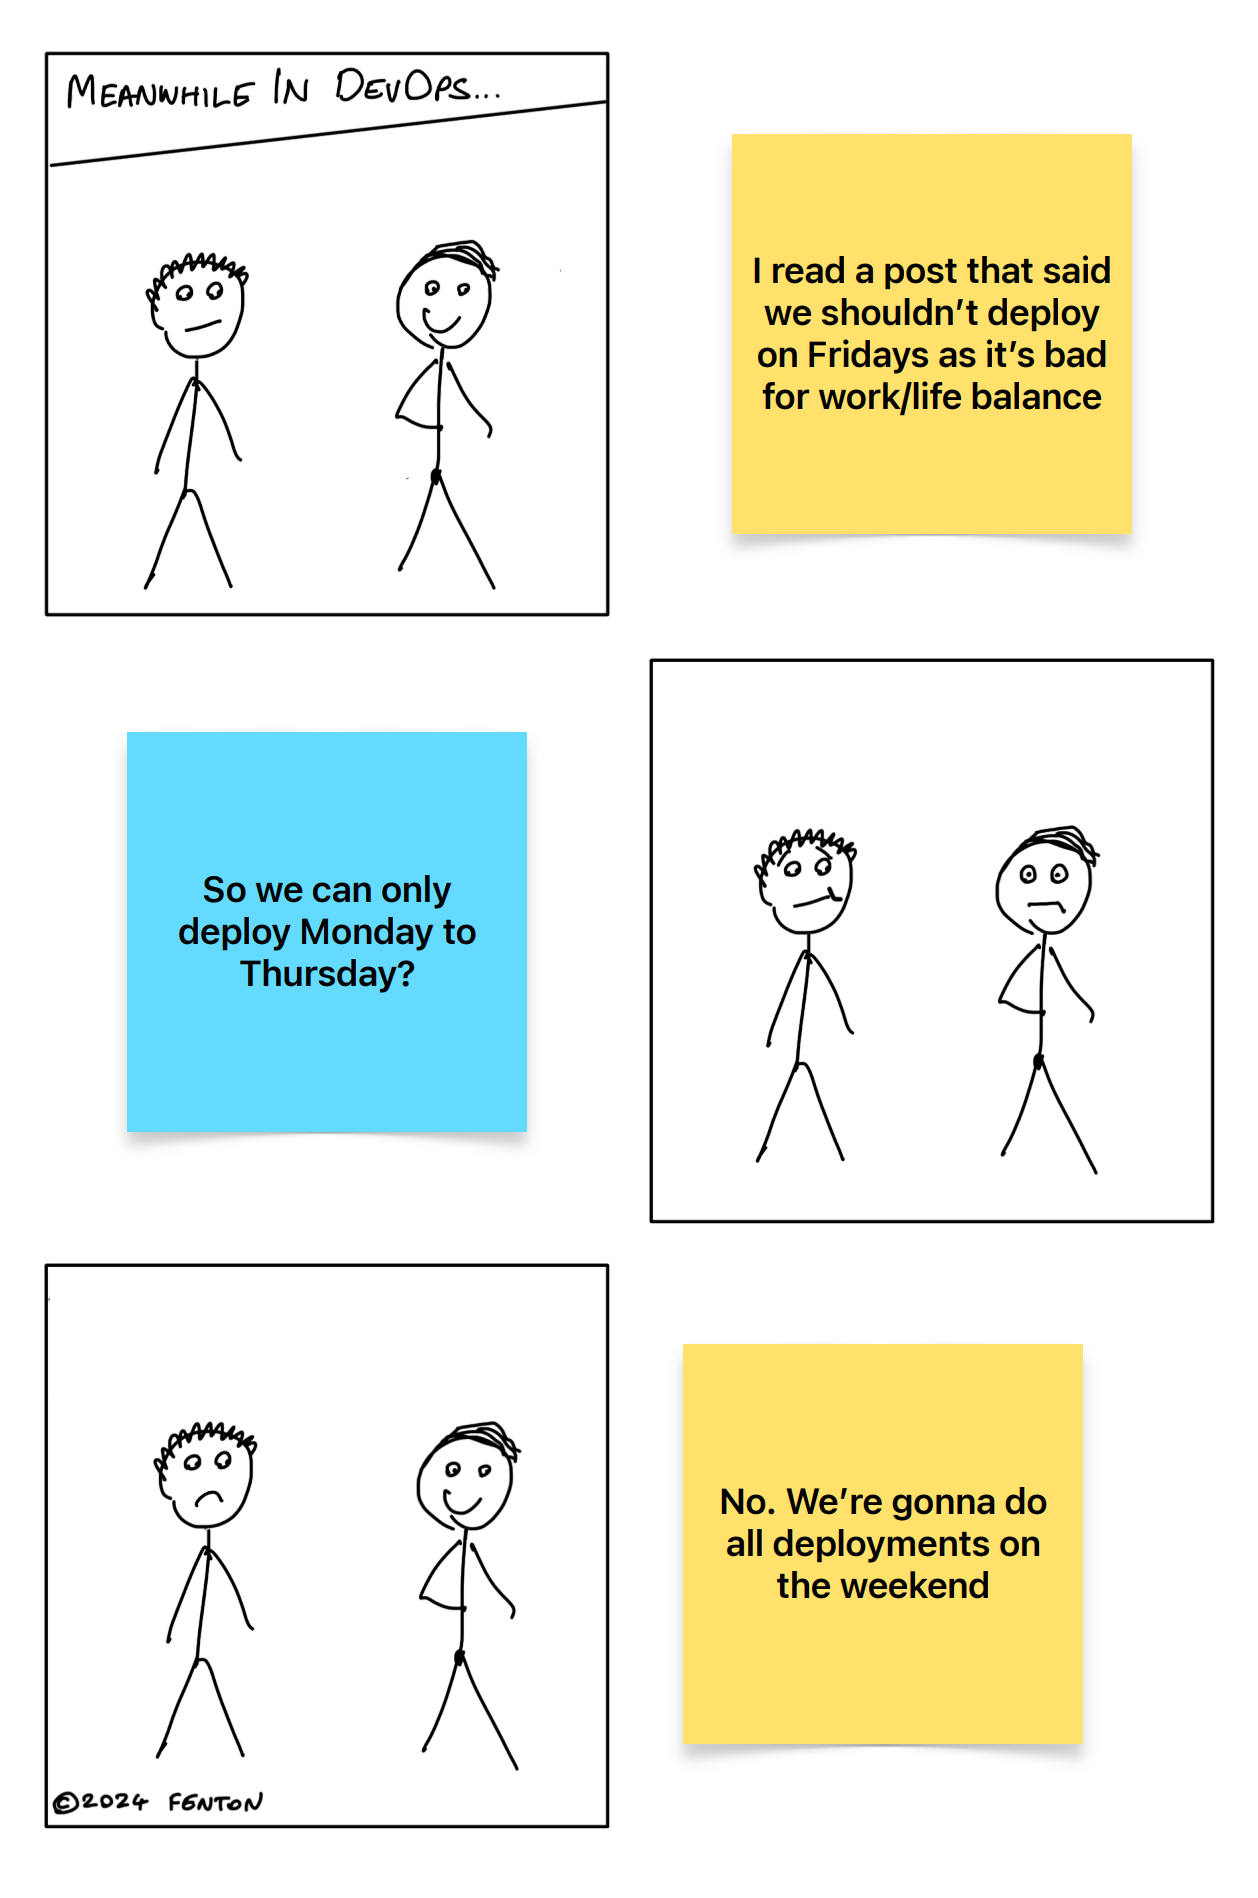 MEANWHILE IN DEVOPS...
I read a post that said
we shouldn’t deploy
on Fridays as it’s bad
for work/life balance
So we can only
deploy Monday to
Thursday?
No. We’re gonna do
all deployments on
the weekend
©2024 FENTON